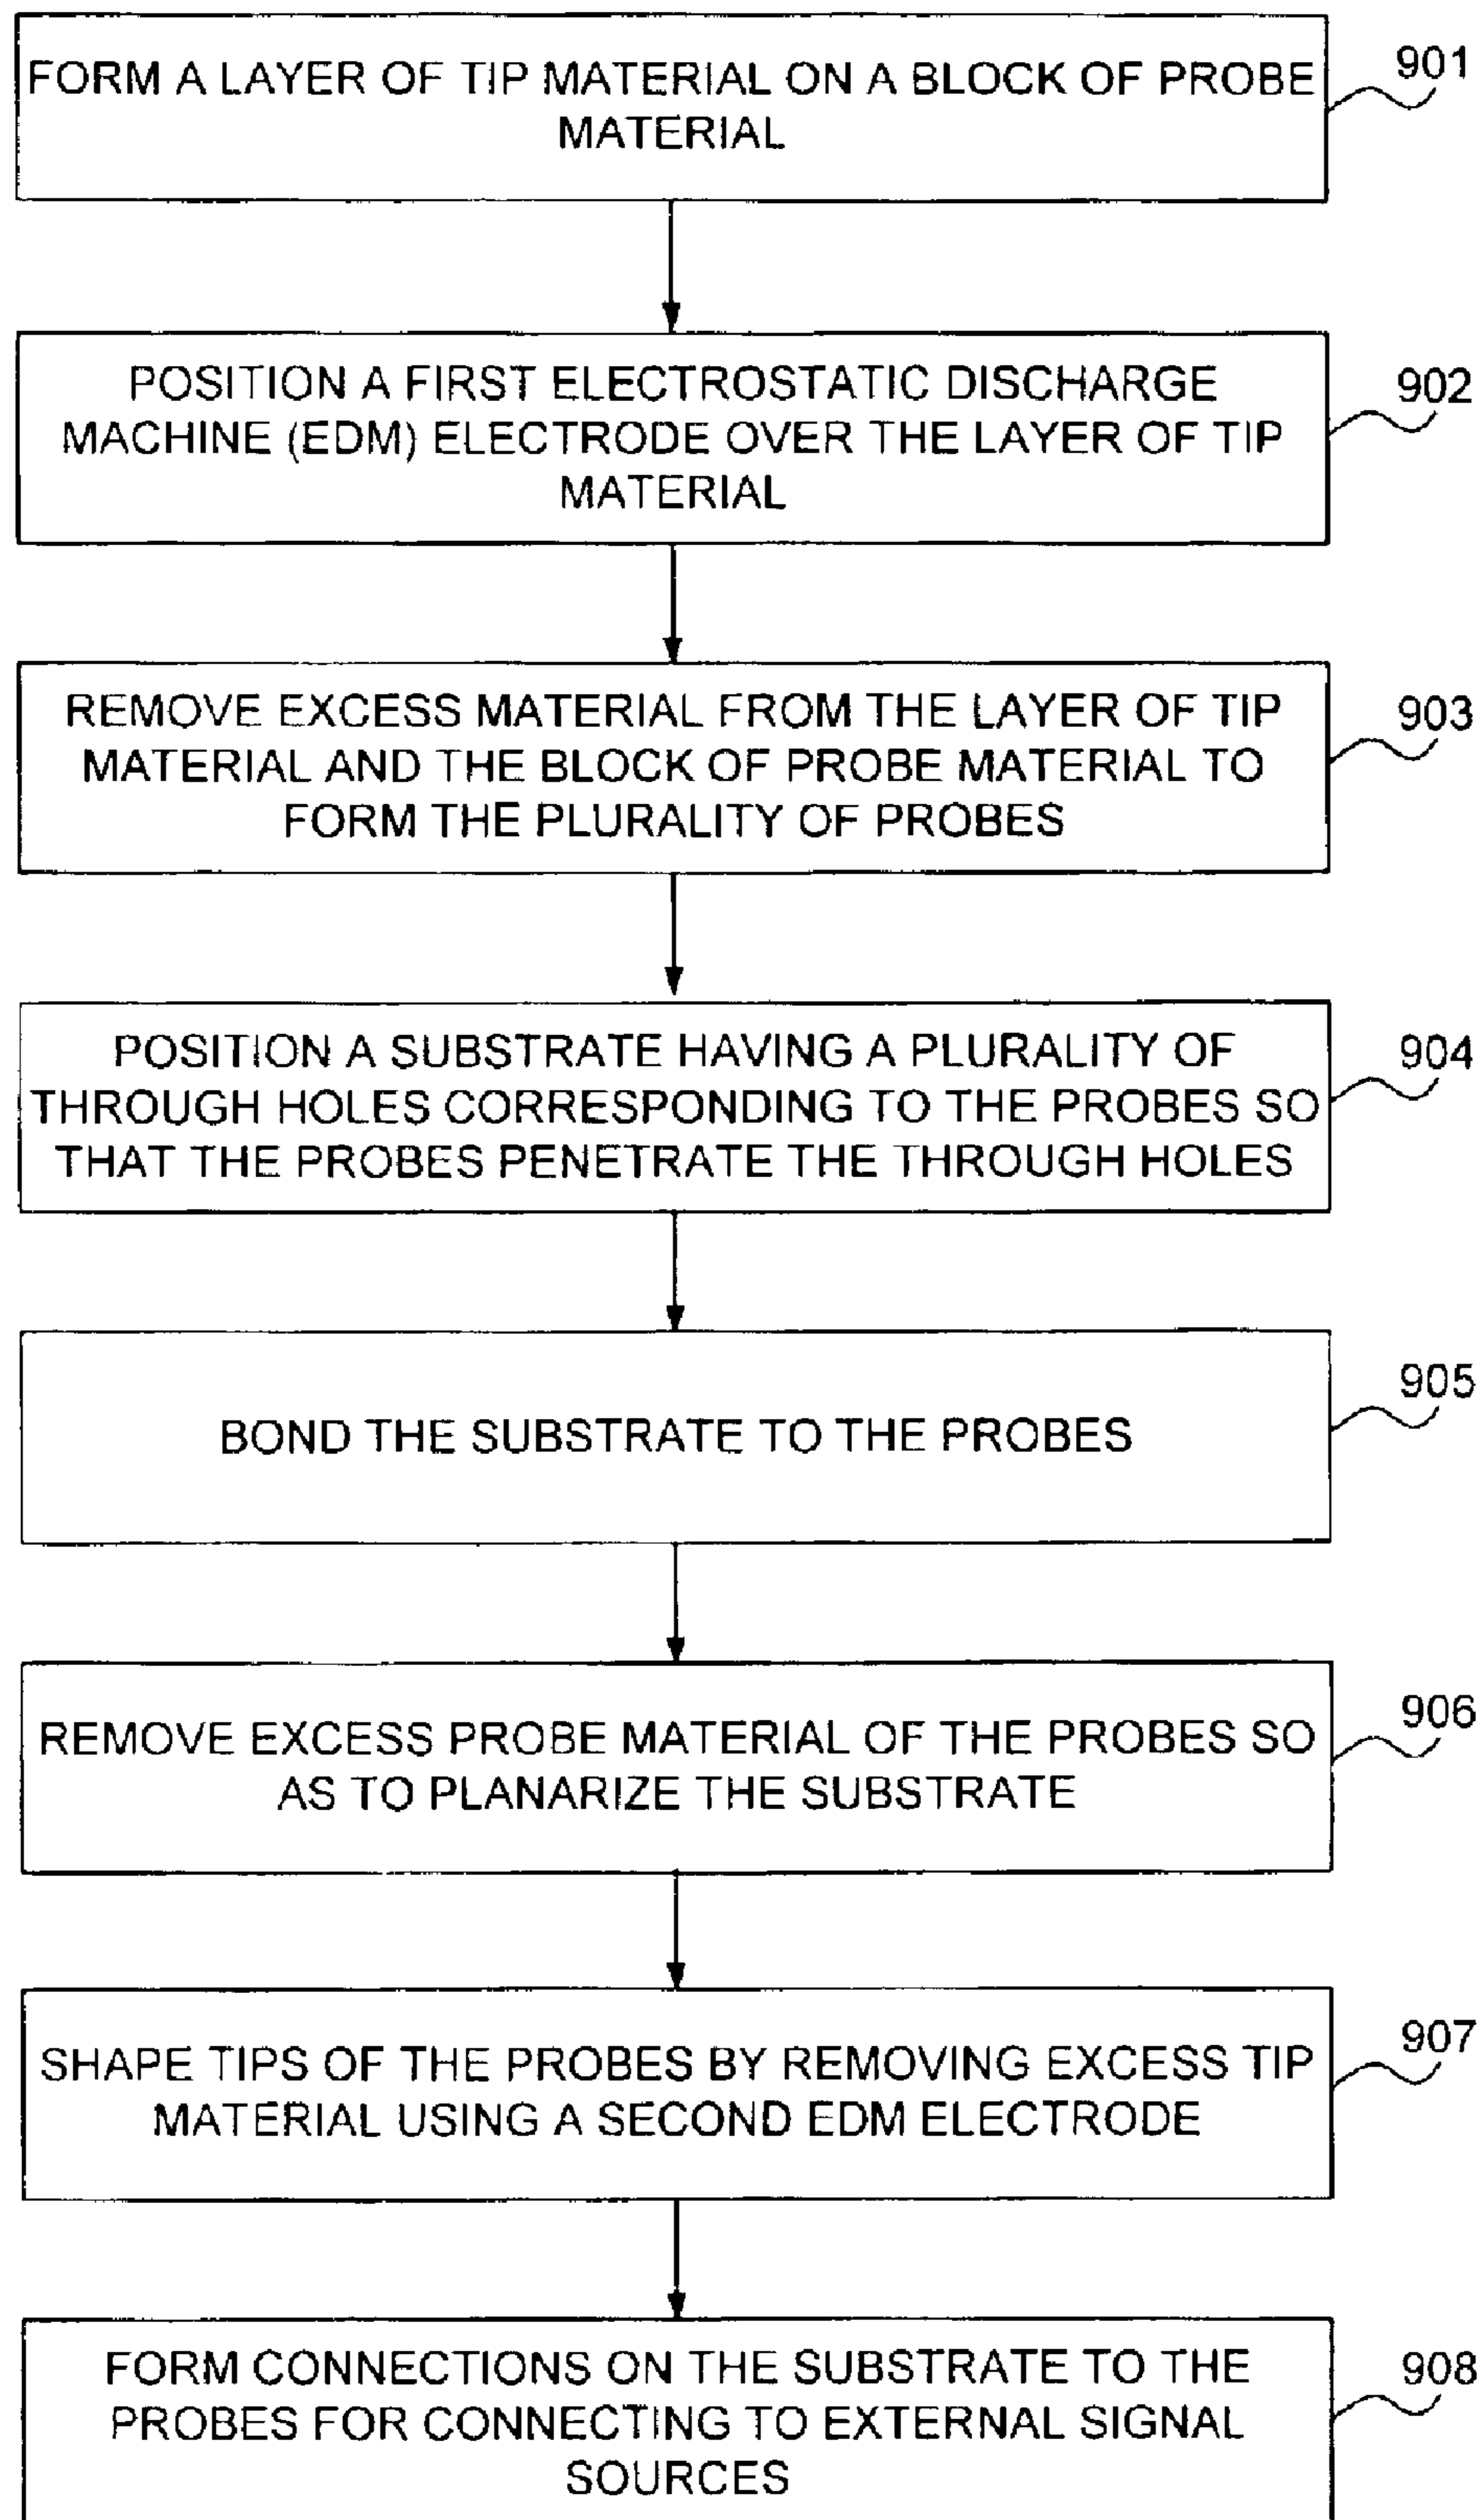 FORM A LAYER OF TIP MATERIAL ON A BLOCK OF PROBE
MATERIAL
901
POSITION A FIRST ELECTROSTATIC DISCHARGE
MACHINE (EDM) ELECTRODE OVER THE LAYER OF TIP
MATERIAL
902
REMOVE EXCESS MATERIAL FROM THE LAYER OF TIP
MATERIAL AND THE BLOCK OF PROBE MATERIAL TO
FORM THE PLURALITY OF PROBES
903
POSITION A SUBSTRATE HAVING A PLURALITY OF
THROUGH HOLES CORRESPONDING TO THE PROBES SO
THAT THE PROBES PENETRATE THE THROUGH HOLES
904
BOND THE SUBSTRATE TO THE PROBES
905
REMOVE EXCESS PROBE MATERIAL OF THE PROBES SO
AS TO PLANARIZE THE SUBSTRATE
906
SHAPE TIPS OF THE PROBES BY REMOVING EXCESS TIP
MATERIAL USING A SECOND EDM ELECTRODE
907
FORM CONNECTIONS ON THE SUBSTRATE TO THE
PROBES FOR CONNECTING TO EXTERNAL SIGNAL
SOURCES
908